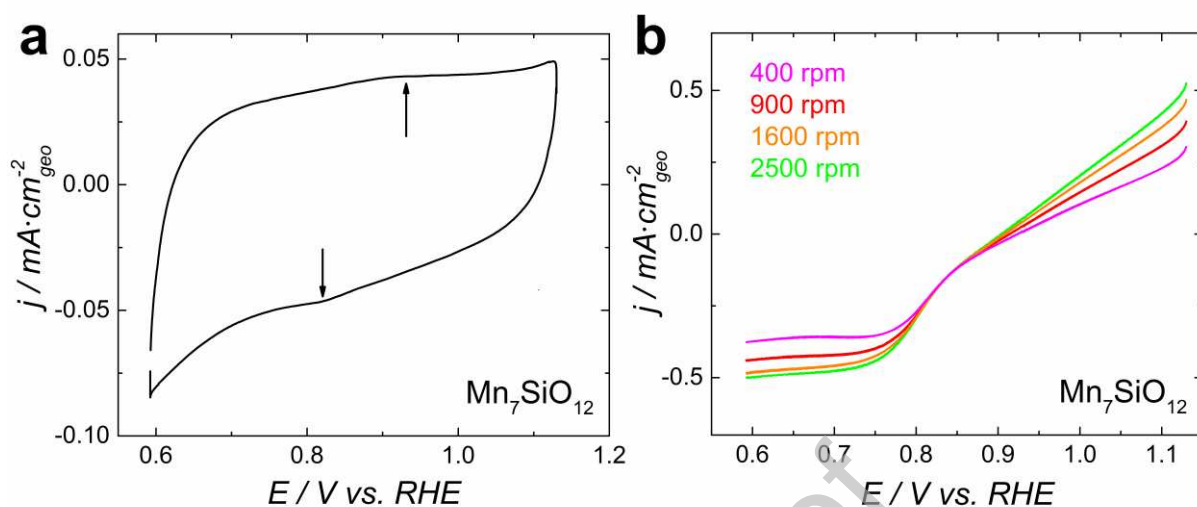 a
j / mA·cm⁻²geo
0.05
0.00
-0.05
-0.10
0.6
0.8
1.0
1.2
E / V vs. RHE
Mn₇SiO₁₂
b
j / mA·cm⁻²geo
400 rpm
900 rpm
1600 rpm
2500 rpm
0.5
0.0
-0.5
0.6
0.7
0.8
0.9
1.0
1.1
E / V vs. RHE
Mn₇SiO₁₂